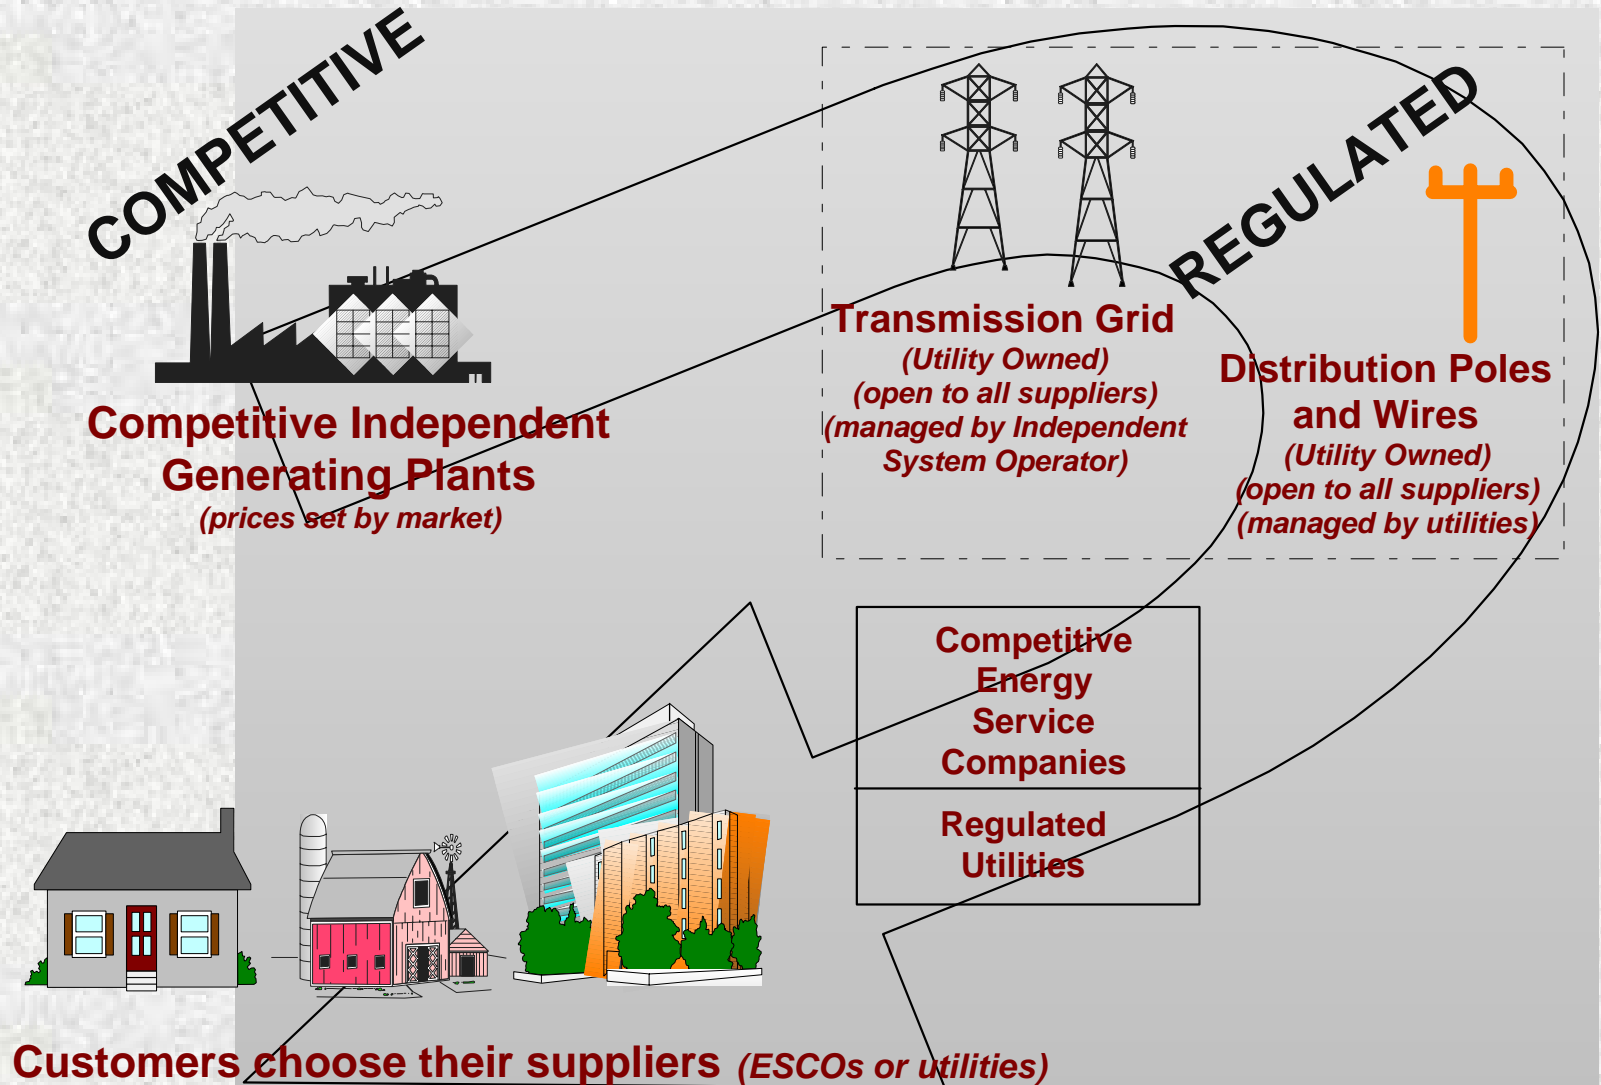 COMPETITIVE
REGULATED
Transmission Grid
(Utility Owned)
(open to all suppliers)
(managed by Independent
System Operator)
Distribution Poles
and Wires
(Utility Owned)
(open to all suppliers)
(managed by utilities)
Competitive Independent
Generating Plants
(prices set by market)
Competitive
Energy
Service
Companies
Regulated
Utilities
Customers choose their suppliers (ESCOs or utilities)